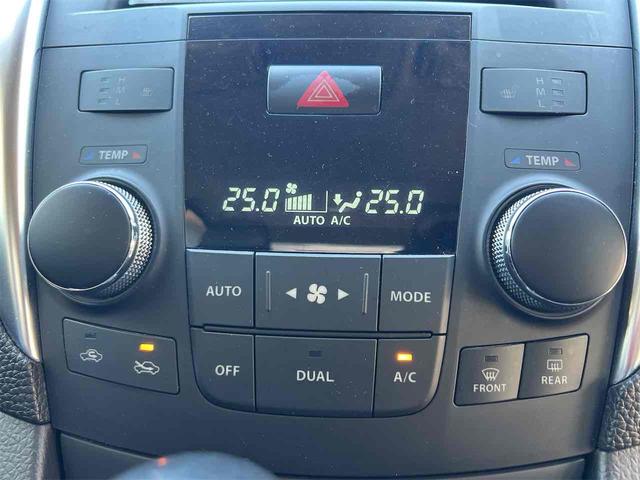 H
M
L
H
M
L
TEMP
TEMP
25.0 25.0
AUTO A/C
AUTO
MODE
OFF
DUAL
A/C
FRONT
REAR